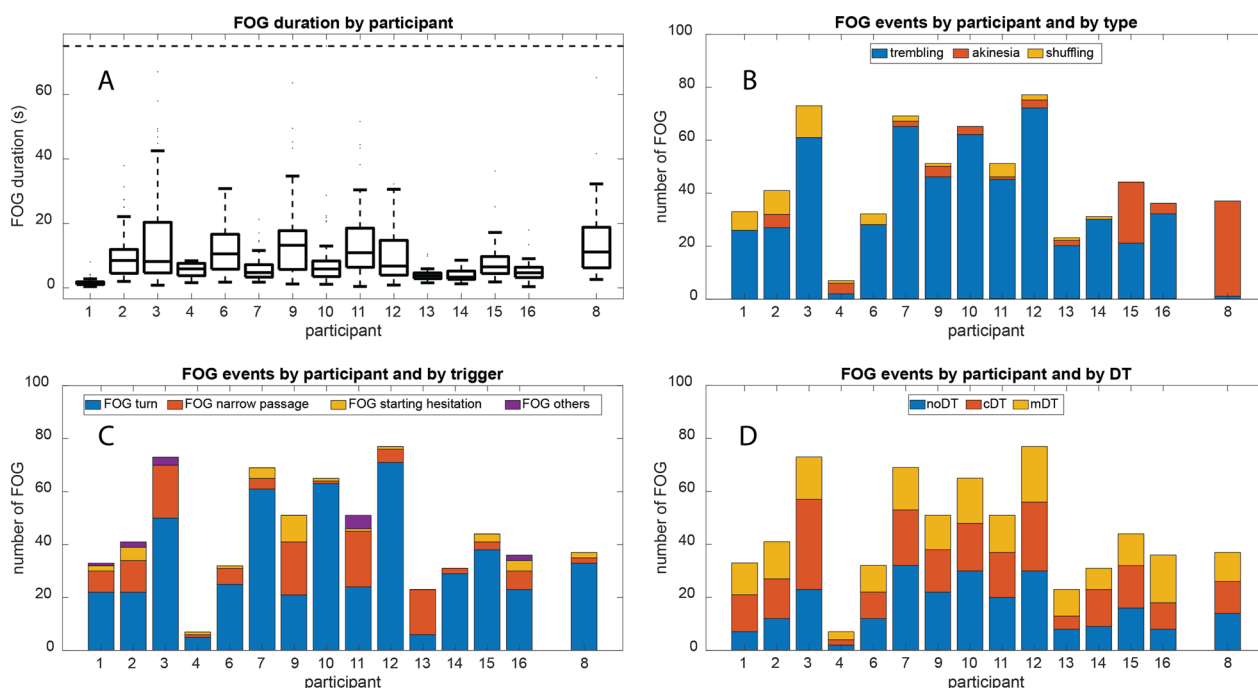 FOG duration by participant
A
FOG duration (s)
60
40
20
0
1 2 3 4 6 7 9 10 11 12 13 14 15 16 8
participant
FOG events by participant and by type
trembling akinesia shuffling
B
number of FOG
100
80
60
40
20
0
1 2 3 4 6 7 9 10 11 12 13 14 15 16 8
participant
FOG events by participant and by trigger
FOG turn FOG narrow passage FOG starting hesitation FOG others
C
number of FOG
100
80
60
40
20
0
1 2 3 4 6 7 9 10 11 12 13 14 15 16 8
participant
FOG events by participant and by DT
noDT cDT mDT
D
number of FOG
100
80
60
40
20
0
1 2 3 4 6 7 9 10 11 12 13 14 15 16 8
participant